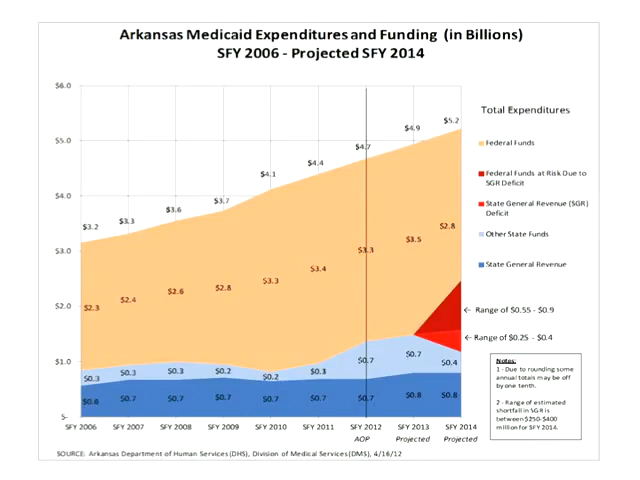 Arkansas Medicaid Expenditures and Funding (in Billions)
SFY 2006 - Projected SFY 2014
$6.0
$5.0
$4.0
$3.0
$2.0
$1.0
$-
$3.2
$3.3
$3.6
$3.7
$4.1
$4.4
$4.7
$4.9
$5.2
$2.3
$2.4
$2.6
$2.8
$3.3
$3.4
$3.3
$3.5
$2.8
$0.3
$0.3
$0.3
$0.2
$0.2
$0.3
$0.7
$0.7
$0.4
$0.6
$0.7
$0.7
$0.7
$0.7
$0.7
$0.7
$0.8
$0.8
SFY 2006
SFY 2007
SFY 2008
SFY 2009
SFY 2010
SFY 2011
SFY 2012
AOP
SFY 2013
Projected
SFY 2014
Projected
Total Expenditures
Federal Funds
Federal Funds at Risk Due to
SGR Deficit
State General Revenue (SGR)
Deficit
Other State Funds
State General Revenue
← Range of $0.55 - $0.9
← Range of $0.25 - $0.4
Notes:
1 - Due to rounding some
annual totals may be off
by one tenth.
2 - Range of estimated
shortfall in SGR is
between $250-$400
million for SFY 2014.
SOURCE: Arkansas Department of Human Services (DHS), Division of Medical Services (DMS), 4/16/12